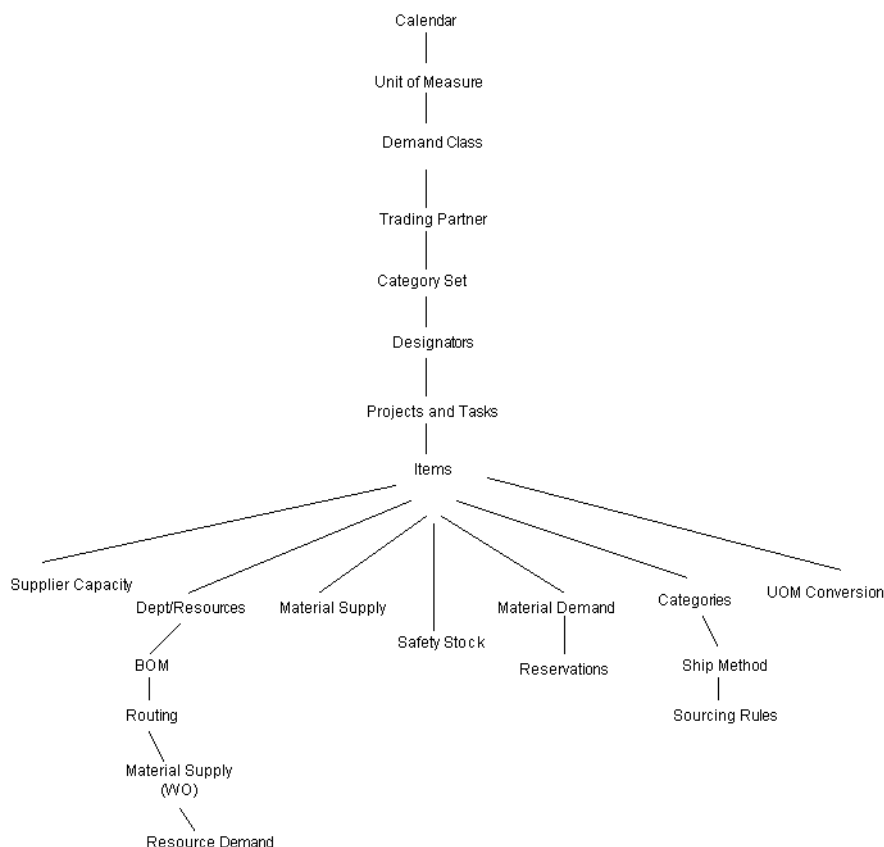 Calendar
Unit of Measure
Demand Class
Trading Partner
Category Set
Designators
Projects and Tasks
Items
Supplier Capacity
Dept/Resources
Material Supply
Safety Stock
Material Demand
Categories
UOM Conversion
BOM
Reservations
Ship Method
Routing
Sourcing Rules
Material Supply
(WO)
Resource Demand